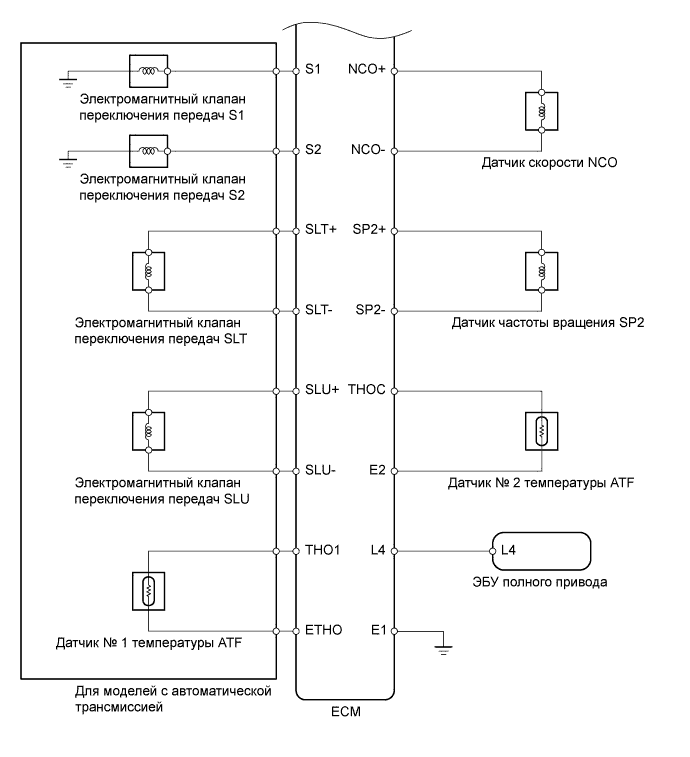 S1
NCO+
Электромагнитный клапан
переключения передач S1
S2
NCO-
Датчик скорости NCO
Электромагнитный клапан
переключения передач S2
SLT+
SP2+
SLT-
SP2-
Электромагнитный клапан
переключения передач SLT
Датчик частоты вращения SP2
SLU+
THOC
SLU-
E2
Электромагнитный клапан
переключения передач SLU
Датчик № 2 температуры ATF
THO1
L4
L4
ЭБУ полного привода
ETHO
E1
Датчик № 1 температуры ATF
Для моделей с автоматической
трансмиссией
ECM